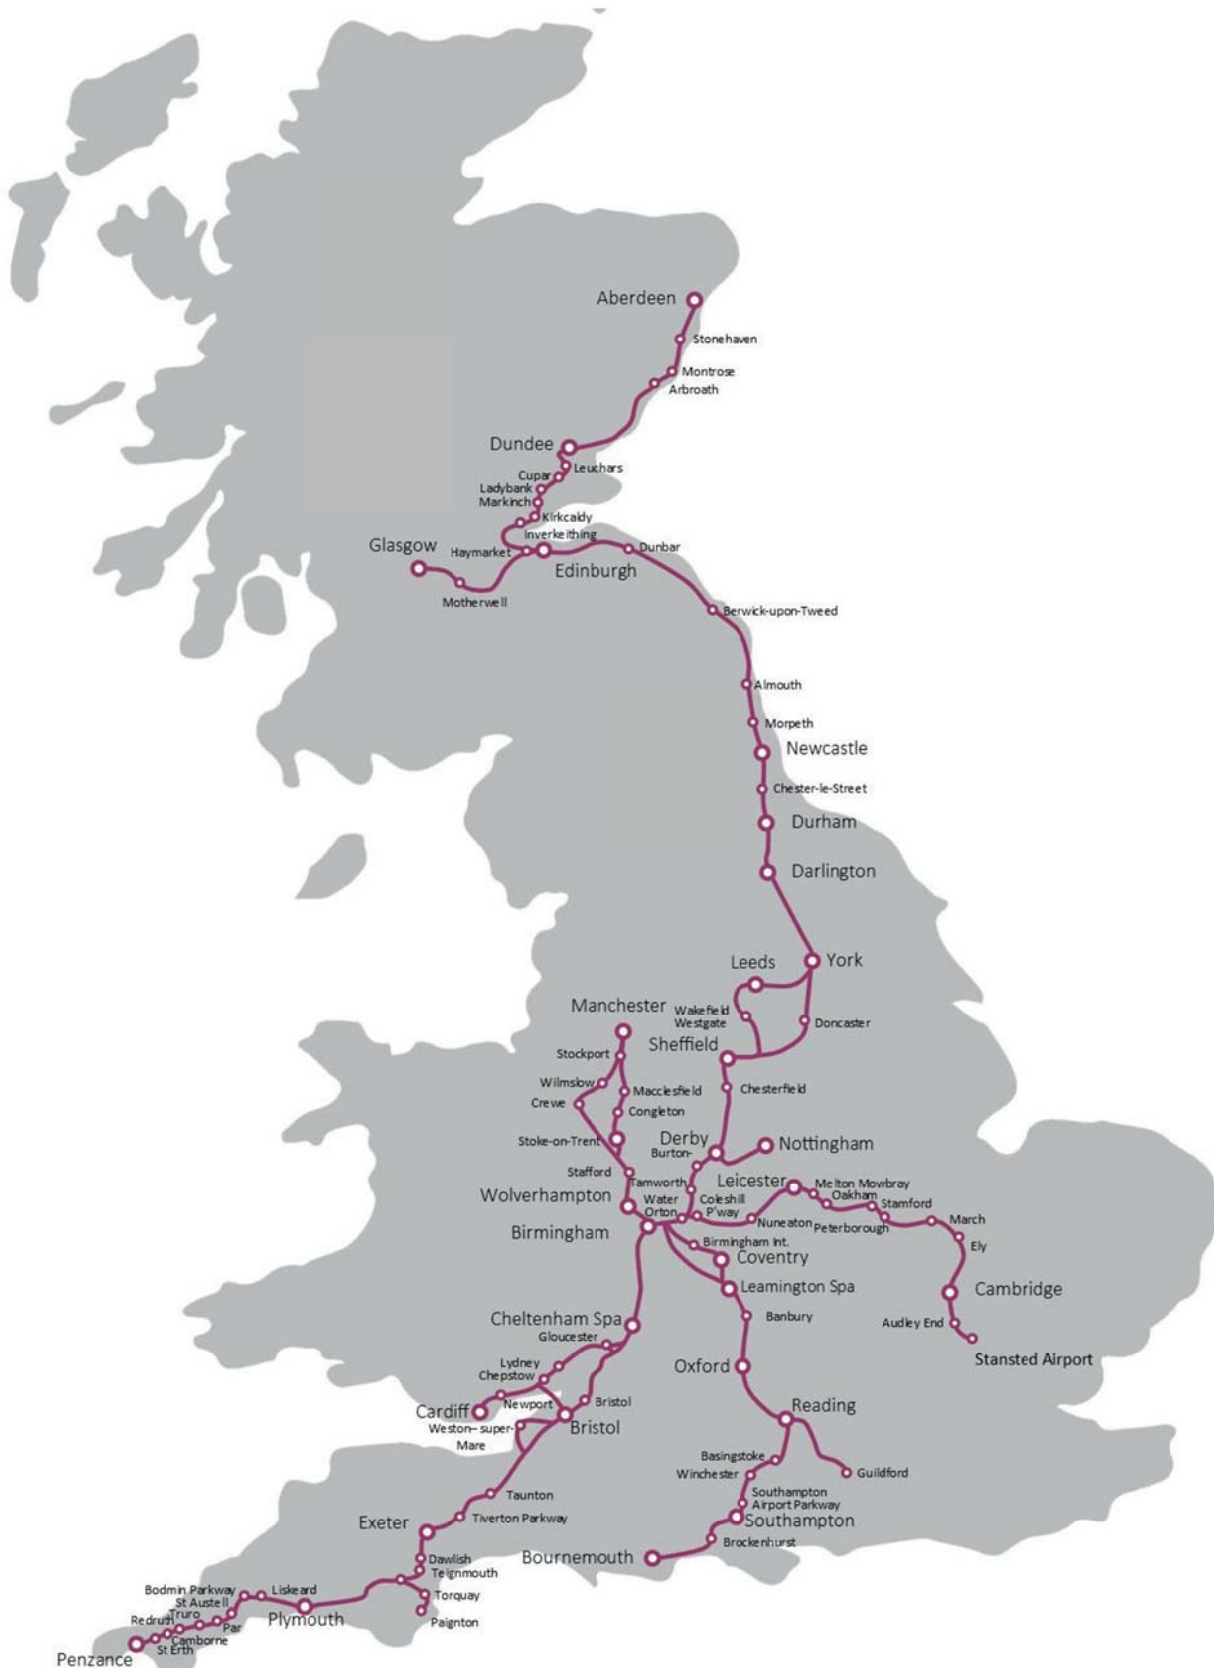 Aberdeen
Stonehaven
Montrose
Arbroath
Dundee
Leuchars
Cupar
Ladybank
Markinch
Kirkcaldy
Inverkeithing
Glasgow
Haymarket
Dunbar
Edinburgh
Motherwell
Berwick-upon-Tweed
Almouth
Morpeth
Newcastle
Chester-le-Street
Durham
Darlington
York
Leeds
Manchester
Wakefield
Westgate
Doncaster
Sheffield
Stockport
Wilmslow
Macclesfield
Chesterfield
Crewe
Congleton
Stoke-on-Trent
Derby
Nottingham
Burton-
Stafford
Tamworth
Leicester
Melton Mowbray
Oakham
Stamford
Wolverhampton
Water
Orton
Coleshill
P'way
Nuneaton
Peterborough
March
Ely
Birmingham
Birmingham Int.
Coventry
Leamington Spa
Cambridge
Banbury
Audley End
Stansted Airport
Cheltenham Spa
Gloucester
Lydney
Chepstow
Oxford
Newport
Bristol
Cardiff
Reading
Weston–super-
Mare
Bristol
Basingstoke
Winchester
Guildford
Southampton
Airport Parkway
Southampton
Taunton
Tiverton Parkway
Exeter
Brockenhurst
Bournemouth
Dawlish
Teignmouth
Torquay
Paignton
Bodmin Parkway
Liskeard
St Austell
Truro
Redruth
Par
Plymouth
Camborne
St Erth
Penzance